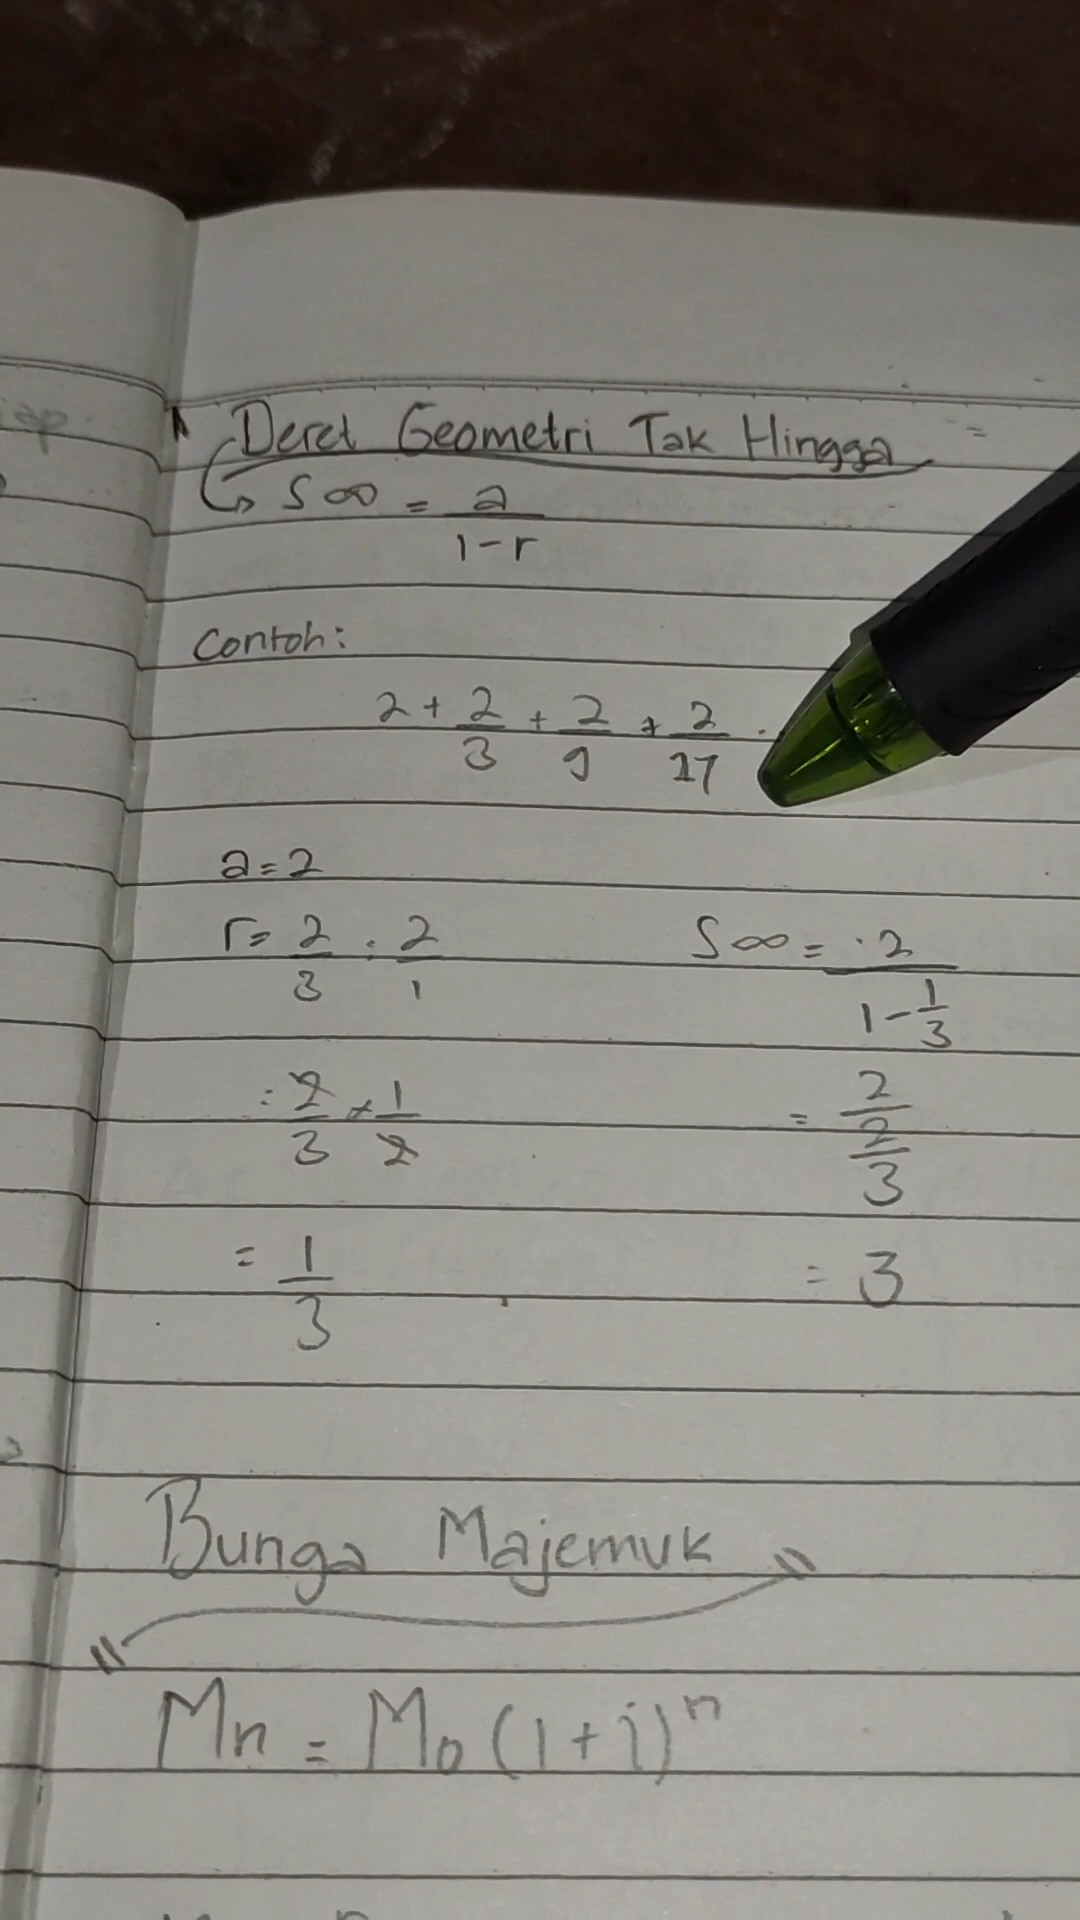 Deret Geometri Tak Hingga =
↳ S∞ = a/(1-r)
Contoh:
2 + 2/3 + 2/9 + 2/27 .
a = 2
r = 2/3 : 2/1
= 2/3 × 1/2
= 1/3
S∞ = 2/(1 - 1/3)
= 2/(2/3)
= 3
Bunga Majemuk
Mn = M₀ (1+i)ⁿ